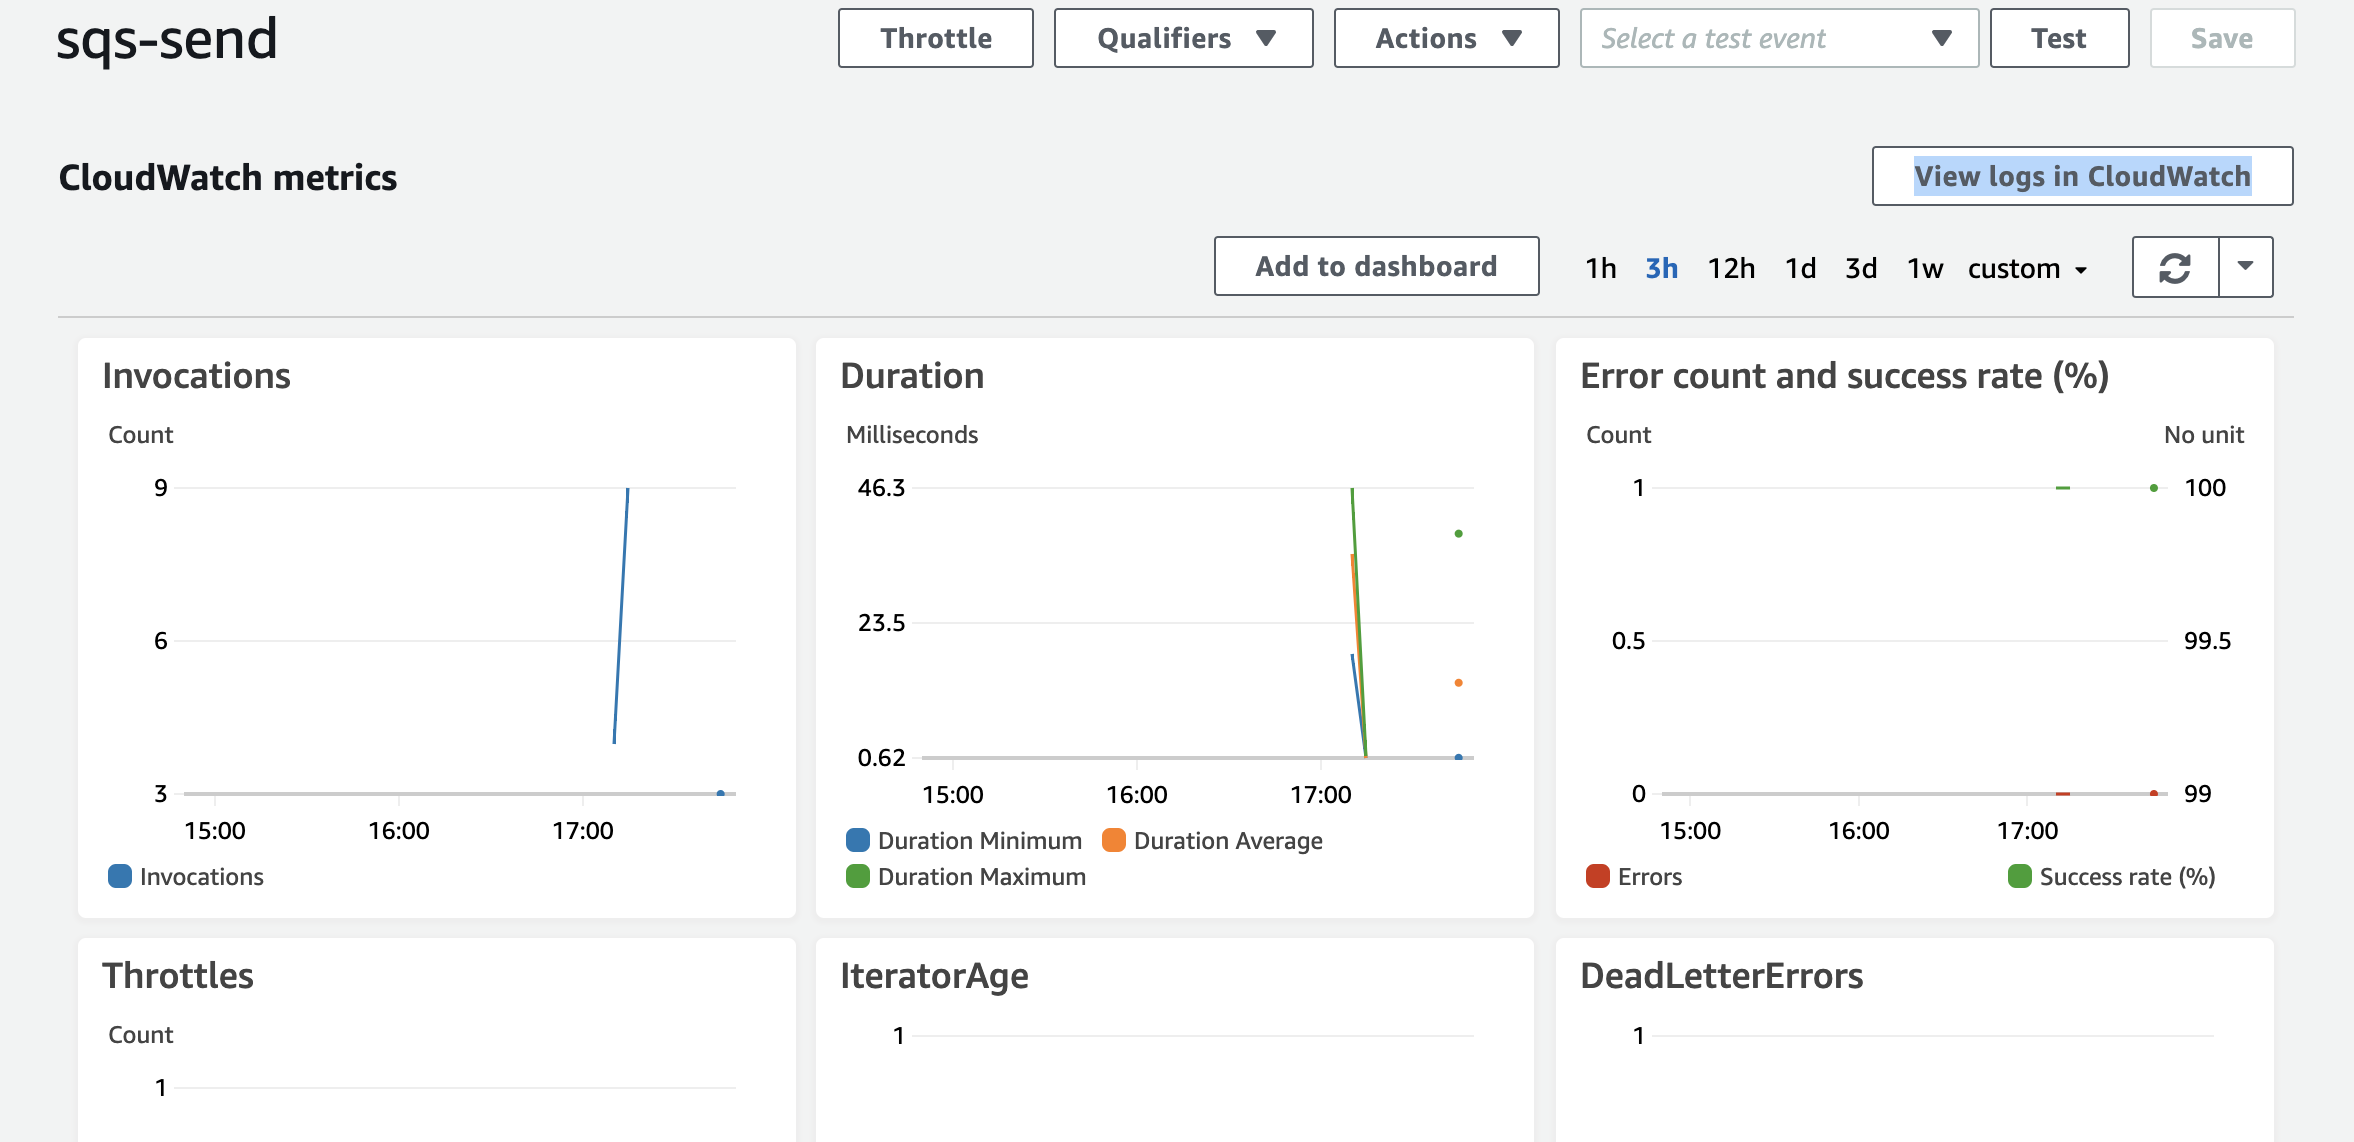 sqs-send
Throttle
Qualifiers
Actions
Select a test event
Test
Save
CloudWatch metrics
View logs in CloudWatch
Add to dashboard
1h 3h 12h 1d 3d 1w custom
Invocations
Count
9
6
3
15:00 16:00 17:00
Invocations
Duration
Milliseconds
46.3
23.5
0.62
15:00 16:00 17:00
Duration Minimum Duration Average
Duration Maximum
Error count and success rate (%)
Count No unit
1 100
0.5 99.5
0 99
15:00 16:00 17:00
Errors Success rate (%)
Throttles
Count
1
IteratorAge
1
DeadLetterErrors
1